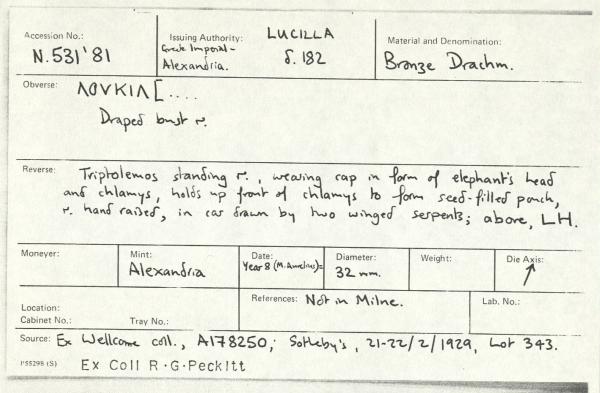 Accession No.:
N.531'81
Issuing Authority:
Greek Imperial -
Alexandria.
LUCILLA
d. 182
Material and Denomination:
Bronze Drachm.
Obverse: ΛΟVΚΙΛ[....
Draped bust r.
Reverse: Triptolemos standing r., wearing cap in form of elephant's head
and chlamys, holds up front of chlamys to form seed-filled pouch,
r. hand raised, in car drawn by two winged serpents; above, LH.
Moneyer:
Mint:
Alexandria
Date:
Year 8 (M. Aurelius)=
Diameter:
32 mm.
Weight:
Die Axis:
↗
Location:
Cabinet No.: Tray No.:
References: Not in Milne.
Lab. No.:
Source: Ex Wellcome coll., A178250; Sotheby's, 21-22/2/1929, Lot 343.
P55298 (S) Ex Coll R.G.Peckitt